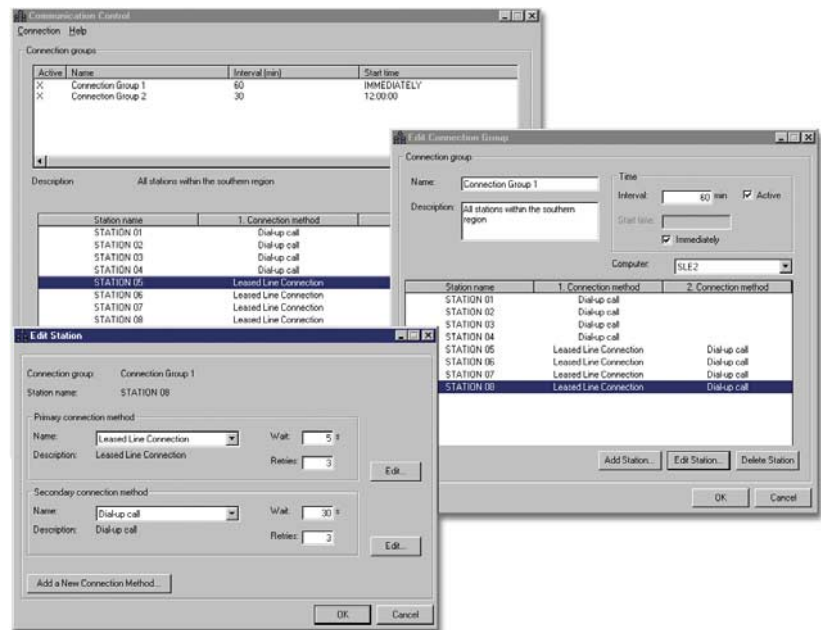 Communication Control
Connection Help
Connection groups
Active Name Interval (min) Start time
X Connection Group 1 60 IMMEDIATELY
X Connection Group 2 30 12:00:00
Description All stations within the southern region
Station name 1. Connection method
STATION 01 Dial-up call
STATION 02 Dial-up call
STATION 03 Dial-up call
STATION 04 Dial-up call
STATION 05 Leased Line Connection
STATION 06 Leased Line Connection
STATION 07 Leased Line Connection
STATION 08 Leased Line Connection
Edit Connection Group
Connection group
Name: Connection Group 1
Description: All stations within the southern
region
Time
Interval: 60 min Active
Start time:
Immediately
Computer: SLE2
Station name 1. Connection method 2. Connection method
STATION 01 Dial-up call
STATION 02 Dial-up call
STATION 03 Dial-up call
STATION 04 Dial-up call
STATION 05 Leased Line Connection Dial-up call
STATION 06 Leased Line Connection Dial-up call
STATION 07 Leased Line Connection Dial-up call
STATION 08 Leased Line Connection Dial-up call
Add Station... Edit Station... Delete Station
OK Cancel
Edit Station
Connection group: Connection Group 1
Station name: STATION 08
Primary connection method
Name: Leased Line Connection Wait: 5 s
Description: Leased Line Connection Retries: 3
Edit...
Secondary connection method
Name: Dial-up call Wait: 30 s
Description: Dial-up call Retries: 3
Edit...
Add a New Connection Method...
OK Cancel